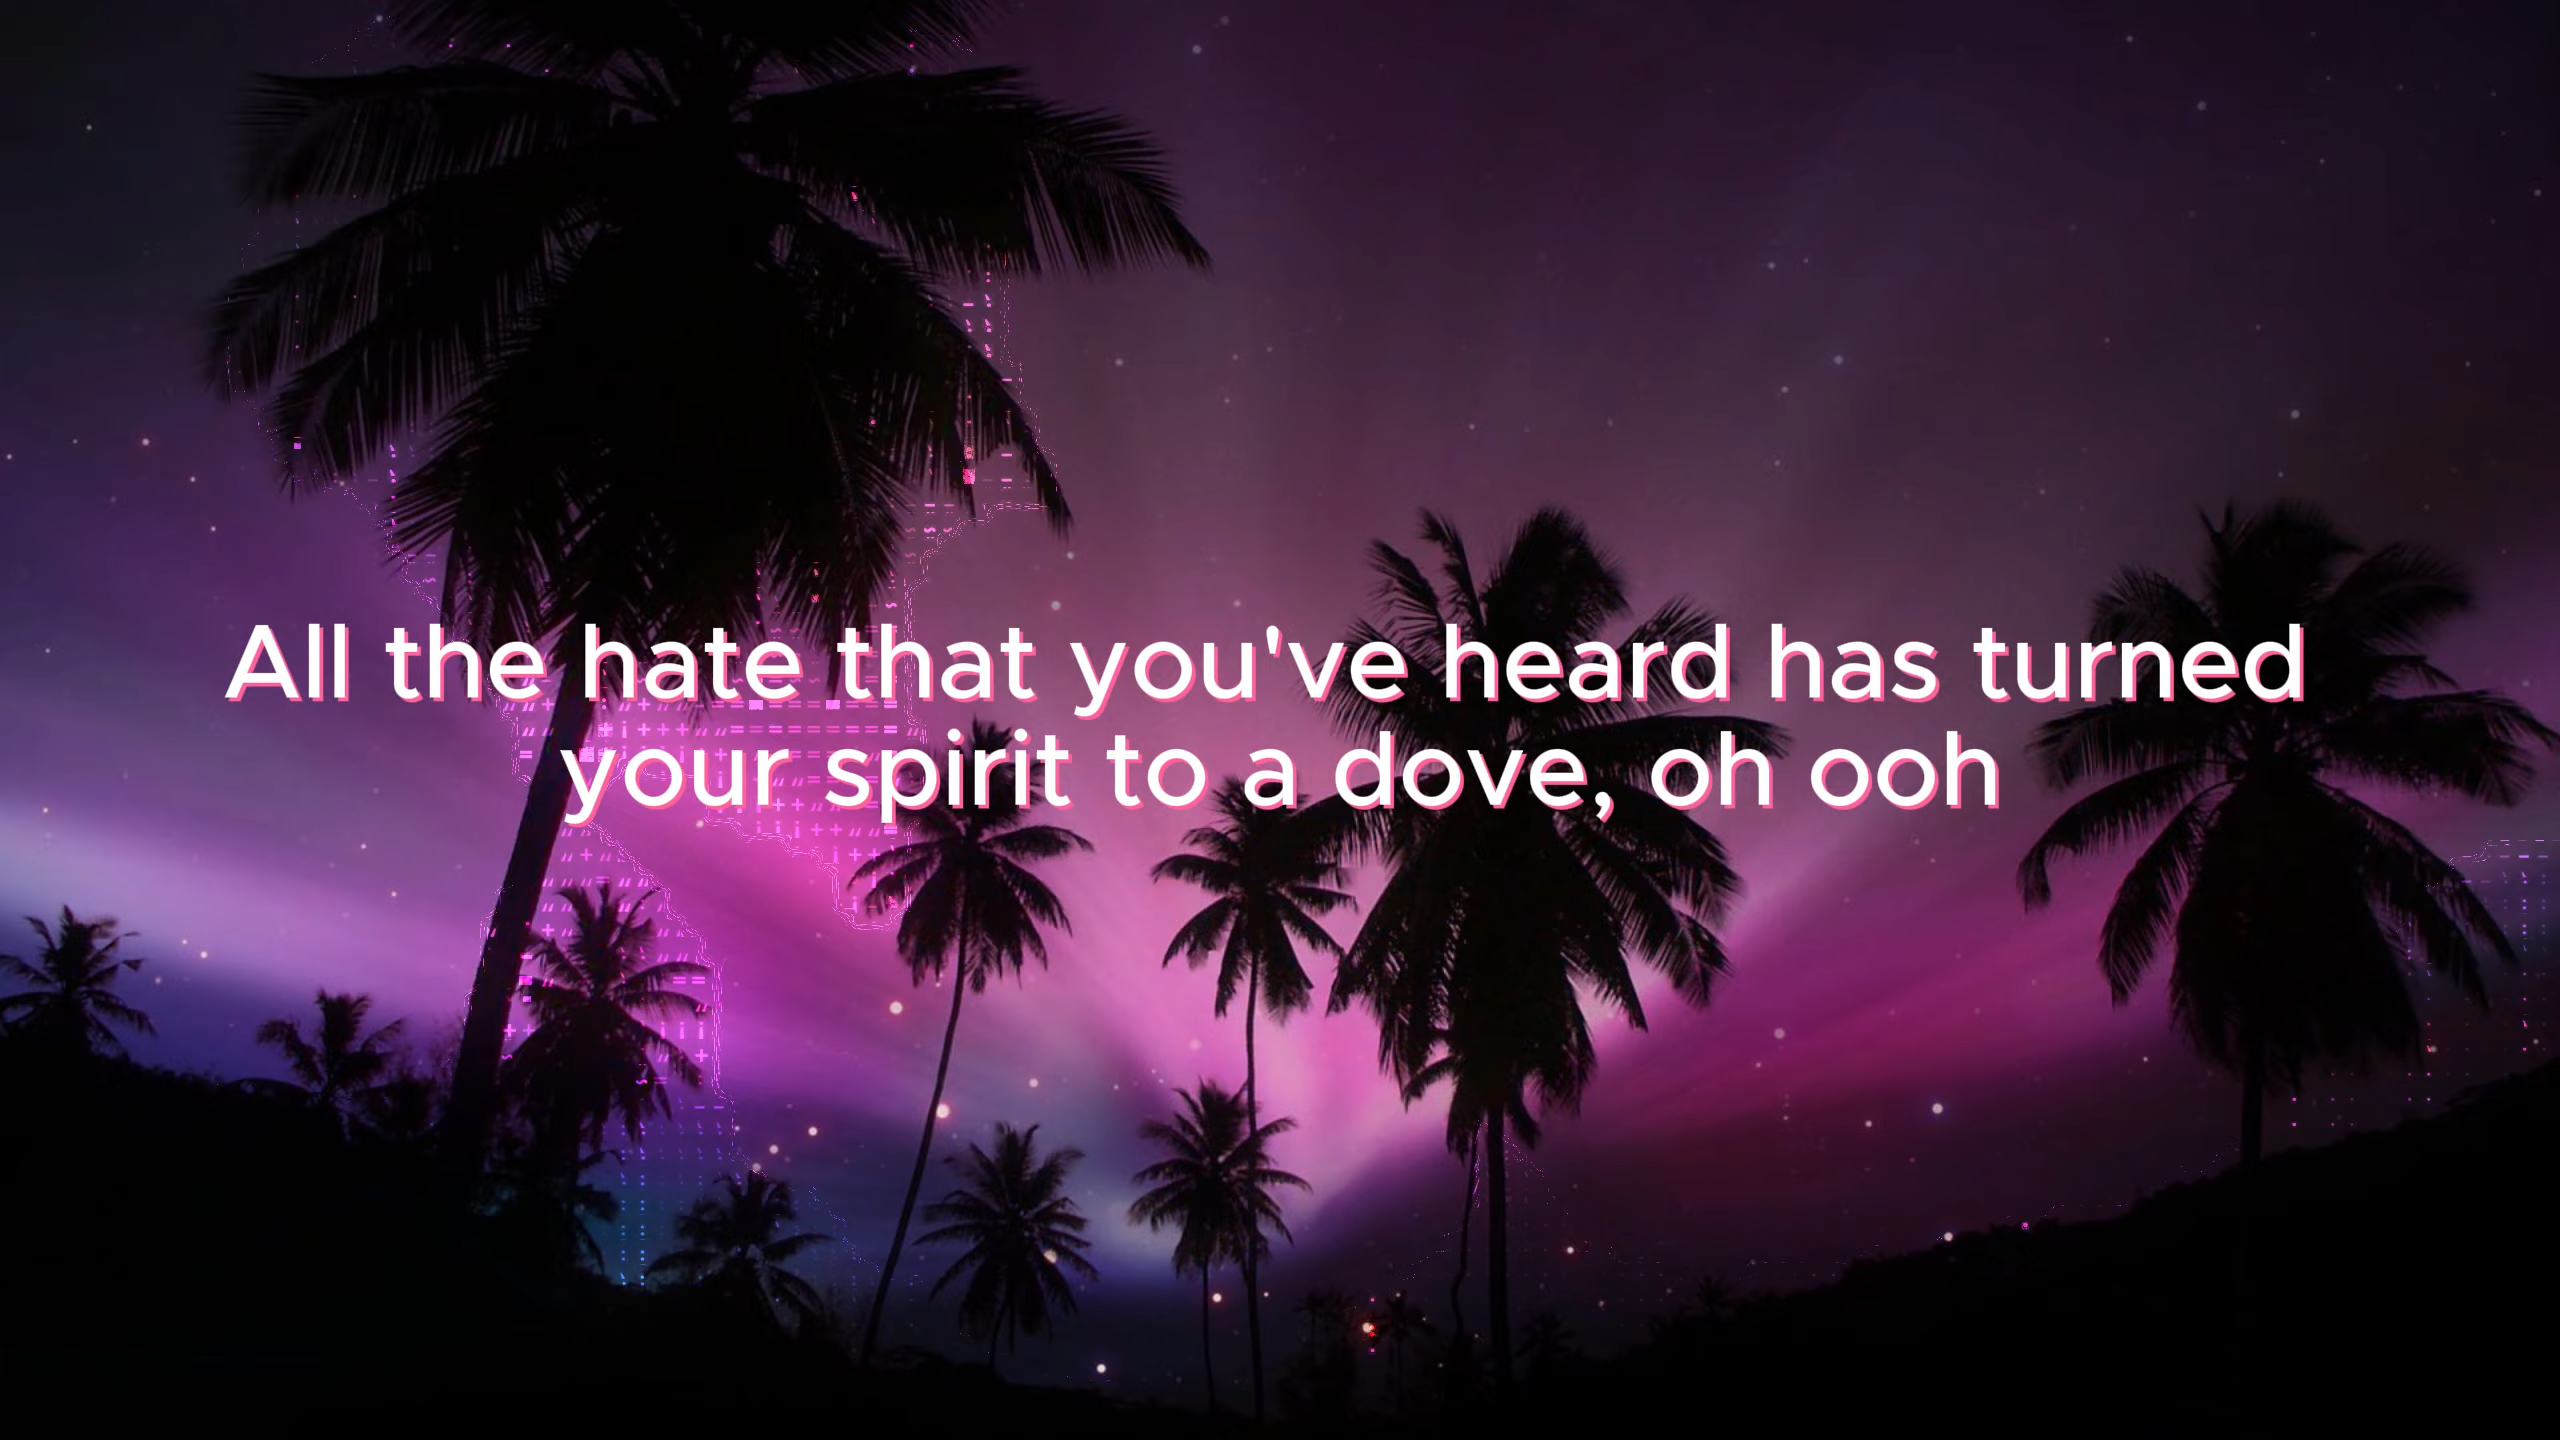 All the hate that you've heard has turned
your spirit to a dove, oh ooh